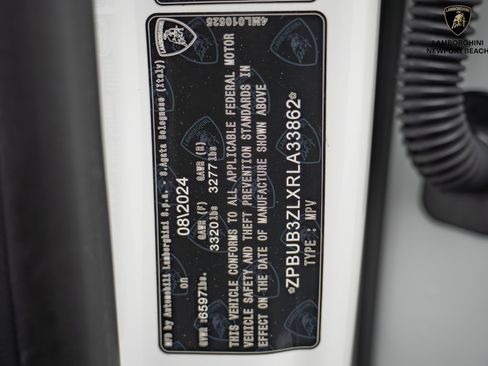 LAMBORGHINI
NEWPORT BEACH
4ML010525
Mfd by Automobili Lamborghini S.p.A. - S.Agata Bolognese (Italy)
on 08\2024
GAWR (F) GAWR (R)
GVWR :6597lbs. 3320lbs 3277lbs
THIS VEHICLE CONFORMS TO ALL APPLICABLE FEDERAL MOTOR
VEHICLE SAFETY AND THEFT PREVENTION STANDARDS IN
EFFECT ON THE DATE OF MANUFACTURE SHOWN ABOVE
*ZPBUB3ZLXRLA33862*
TYPE: MPV